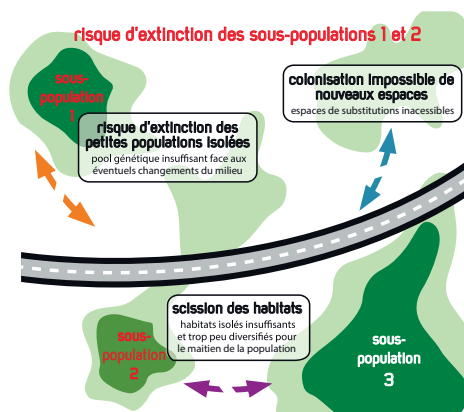 risque d'extinction des sous-populations 1 et 2
sous-
population
1
colonisation impossible de
nouveaux espaces
espaces de substitutions inacessibles
risque d'extinction des
petites populations isolées
pool génétique insuffisant face aux
éventuels changements du milieu
scission des habitats
habitats isolés insuffisants
et trop peu diversifiés pour
le maitien de la population
sous-
population
2
sous-
population
3